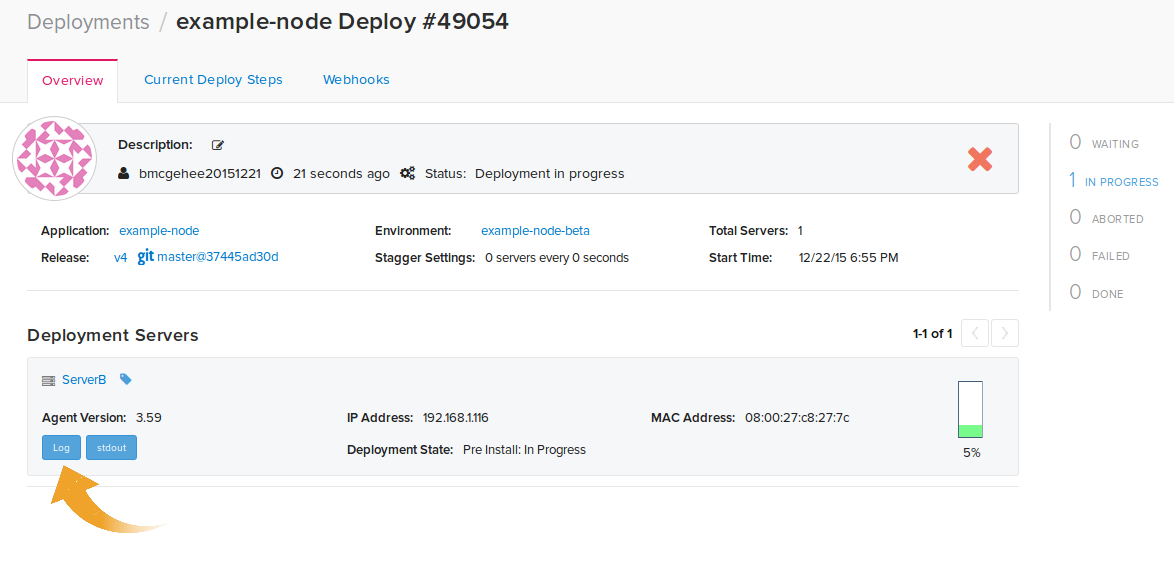 Deployments / example-node Deploy #49054
Overview Current Deploy Steps Webhooks
Description:
bmcgehee20151221 21 seconds ago Status: Deployment in progress
0 WAITING
1 IN PROGRESS
0 ABORTED
0 FAILED
0 DONE
Application: example-node Environment: example-node-beta Total Servers: 1
Release: v4 git master@37445ad30d Stagger Settings: 0 servers every 0 seconds Start Time: 12/22/15 6:55 PM
Deployment Servers 1-1 of 1
ServerB
Agent Version: 3.59 IP Address: 192.168.1.116 MAC Address: 08:00:27:c8:27:7c
Log stdout Deployment State: Pre Install: In Progress
5%